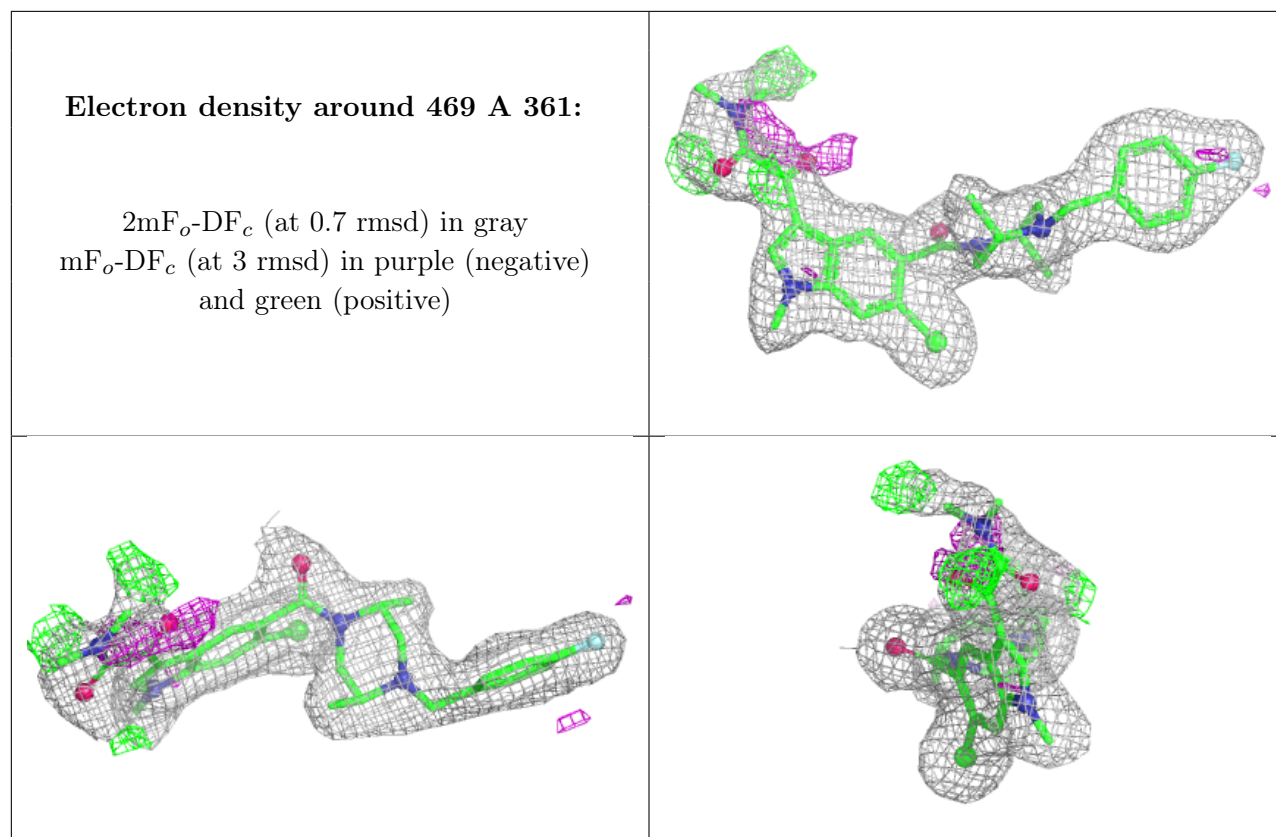 Electron density around 469 A 361:
2mFₒ-DF𝒸 (at 0.7 rmsd) in gray
mFₒ-DF𝒸 (at 3 rmsd) in purple (negative)
and green (positive)